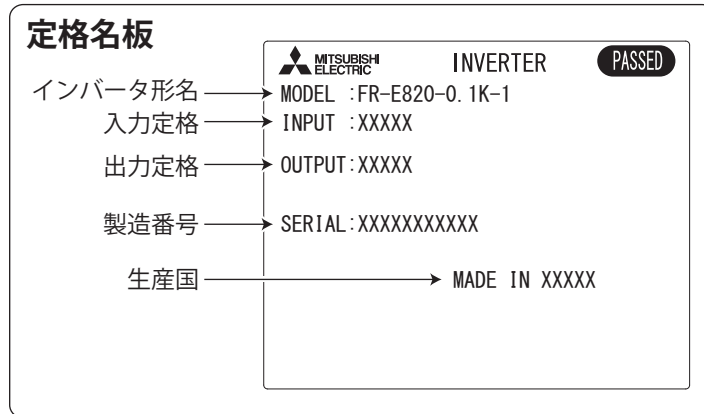 定格名板
MITSUBISHI
ELECTRIC
INVERTER
PASSED
インバータ形名
MODEL :FR-E820-0.1K-1
入力定格
INPUT :XXXXX
出力定格
OUTPUT:XXXXX
製造番号
SERIAL:XXXXXXXXXXX
生産国
MADE IN XXXXX